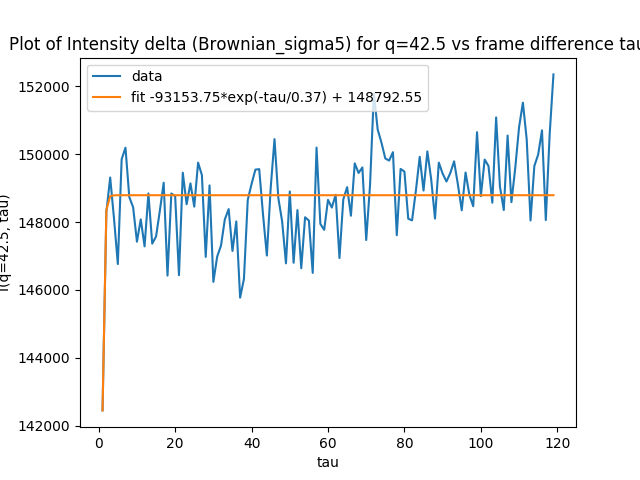 Plot of Intensity delta (Brownian_sigma5) for q=42.5 vs frame difference tau
data
fit -93153.75*exp(-tau/0.37) + 148792.55
152000
150000
148000
146000
144000
142000
I(q=42.5, tau)
0 20 40 60 80 100 120
tau